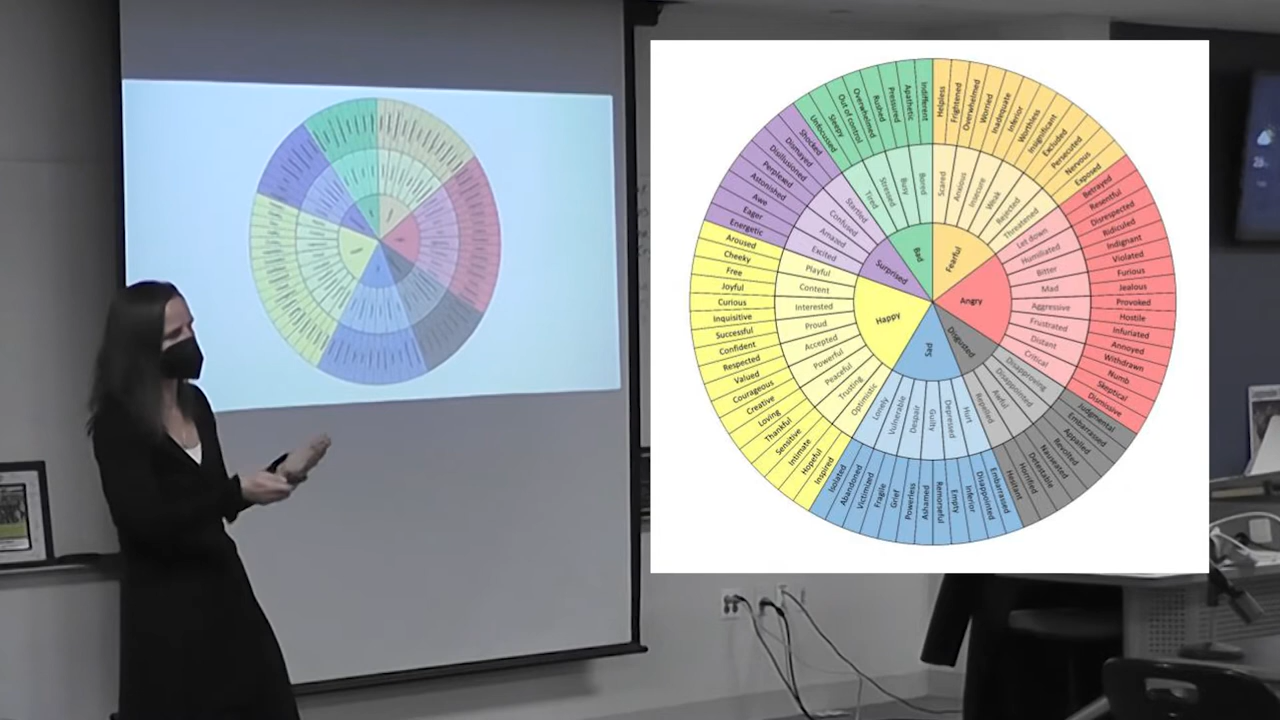 Bad
Fearful
Angry
Disgusted
Sad
Happy
Surprised
Bored
Busy
Stressed
Tired
Scared
Anxious
Insecure
Weak
Rejected
Threatened
Let down
Humiliated
Bitter
Mad
Aggressive
Frustrated
Distant
Critical
Disapproving
Disappointed
Awful
Repelled
Hurt
Depressed
Guilty
Despair
Vulnerable
Lonely
Optimistic
Trusting
Peaceful
Powerful
Accepted
Proud
Interested
Content
Playful
Excited
Amazed
Confused
Startled
Helpless
Frightened
Overwhelmed
Worried
Inadequate
Inferior
Worthless
Insignificant
Excluded
Persecuted
Nervous
Exposed
Betrayed
Resentful
Disrespected
Ridiculed
Indignant
Violated
Furious
Jealous
Provoked
Hostile
Infuriated
Annoyed
Withdrawn
Numb
Skeptical
Dismissive
Judgmental
Embarrassed
Appalled
Revolted
Nauseated
Detestable
Horrified
Hesitant
Embarrassed
Disappointed
Inferior
Empty
Remorseful
Ashamed
Powerless
Grief
Fragile
Victimized
Abandoned
Isolated
Inspired
Hopeful
Intimate
Sensitive
Thankful
Loving
Creative
Courageous
Valued
Respected
Confident
Successful
Inquisitive
Curious
Joyful
Free
Cheeky
Aroused
Energetic
Eager
Awe
Astonished
Perplexed
Disillusioned
Dismayed
Shocked
Unfocussed
Sleepy
Out of control
Overwhelmed
Rushed
Pressured
Apathetic
Indifferent